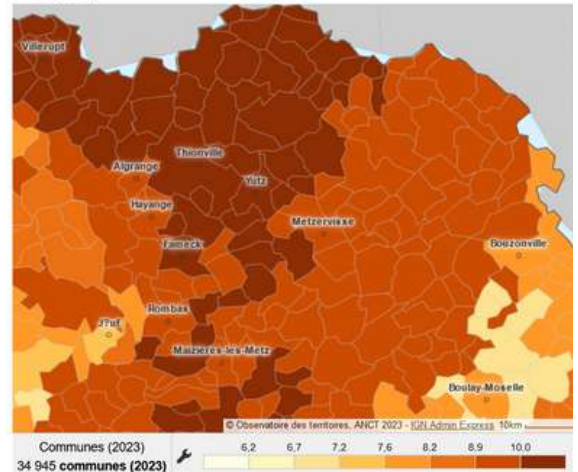 Villerupt
Thionville
Algrange
Yutz
Hayange
Metzervisse
Fameck
Bouzonville
Rombas
J?uf
Maizières-les-Metz
Boulay-Moselle
© Observatoire des territoires, ANCT 2023 - IGN Admin Express 10km
Communes (2023)
34 945 communes (2023)
6,2 6,7 7,2 7,6 8,2 8,9 10.0